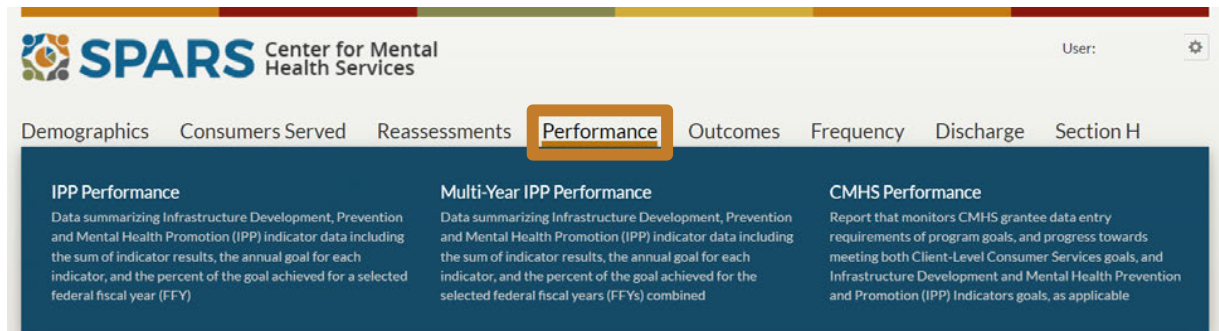 SPARS Center for Mental
Health Services
User:
Demographics Consumers Served Reassessments Performance Outcomes Frequency Discharge Section H
IPP Performance
Data summarizing Infrastructure Development, Prevention
and Mental Health Promotion (IPP) indicator data including
the sum of indicator results, the annual goal for each
indicator, and the percent of the goal achieved for a selected
federal fiscal year (FFY)
Multi-Year IPP Performance
Data summarizing Infrastructure Development, Prevention
and Mental Health Promotion (IPP) indicator data including
the sum of indicator results, the annual goal for each
indicator, and the percent of the goal achieved for the
selected federal fiscal years (FFYs) combined
CMHS Performance
Report that monitors CMHS grantee data entry
requirements of program goals, and progress towards
meeting both Client-Level Consumer Services goals, and
Infrastructure Development and Mental Health Prevention
and Promotion (IPP) Indicators goals, as applicable